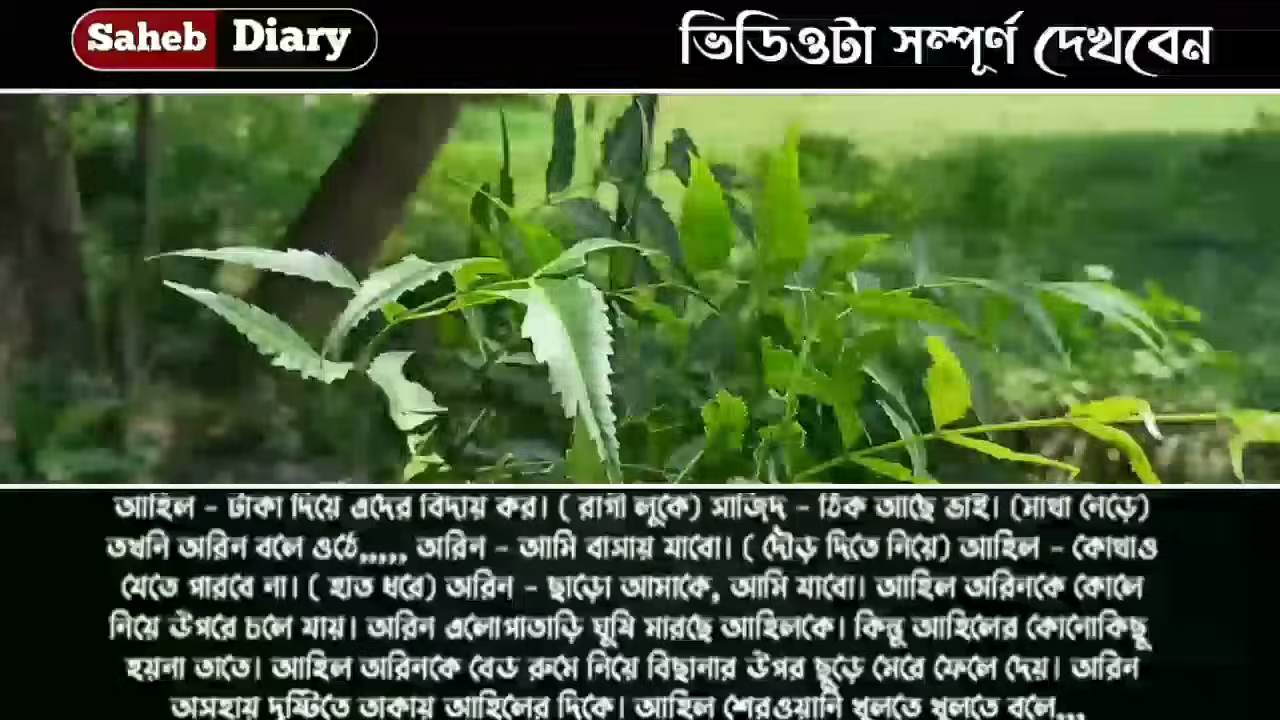 Saheb Diary
ভিডিওটা সম্পূর্ণ দেখবেন
আহিল - টাকা দিয়ে এদের বিদায় কর। ( রাগী লুকে) সাজিদ - ঠিক আছে ভাই। (মাথা নেড়ে)
তখনি অরিন বলে ওঠে,,,,, অরিন - আমি বাসায় যাবো। ( দৌড় দিতে নিয়ে) আহিল - কোথাও
যেতে পারবে না। ( হাত ধরে) অরিন - ছাড়ো আমাকে, আমি যাবো। আহিল অরিনকে কোলে
নিয়ে উপরে চলে যায়। অরিন এলোপাতাড়ি ঘুষি মারছে আহিলকে। কিন্তু আহিলের কোনোকিছু
হয়না তাতে। আহিল অরিনকে বেড রুমে নিয়ে বিছানার উপর ছুড়ে মেরে ফেলে দেয়। অরিন
অসহায় দৃষ্টিতে তাকায় আহিলের দিকে। আহিল শেরওয়ানি খুলতে খুলতে বলে,,,